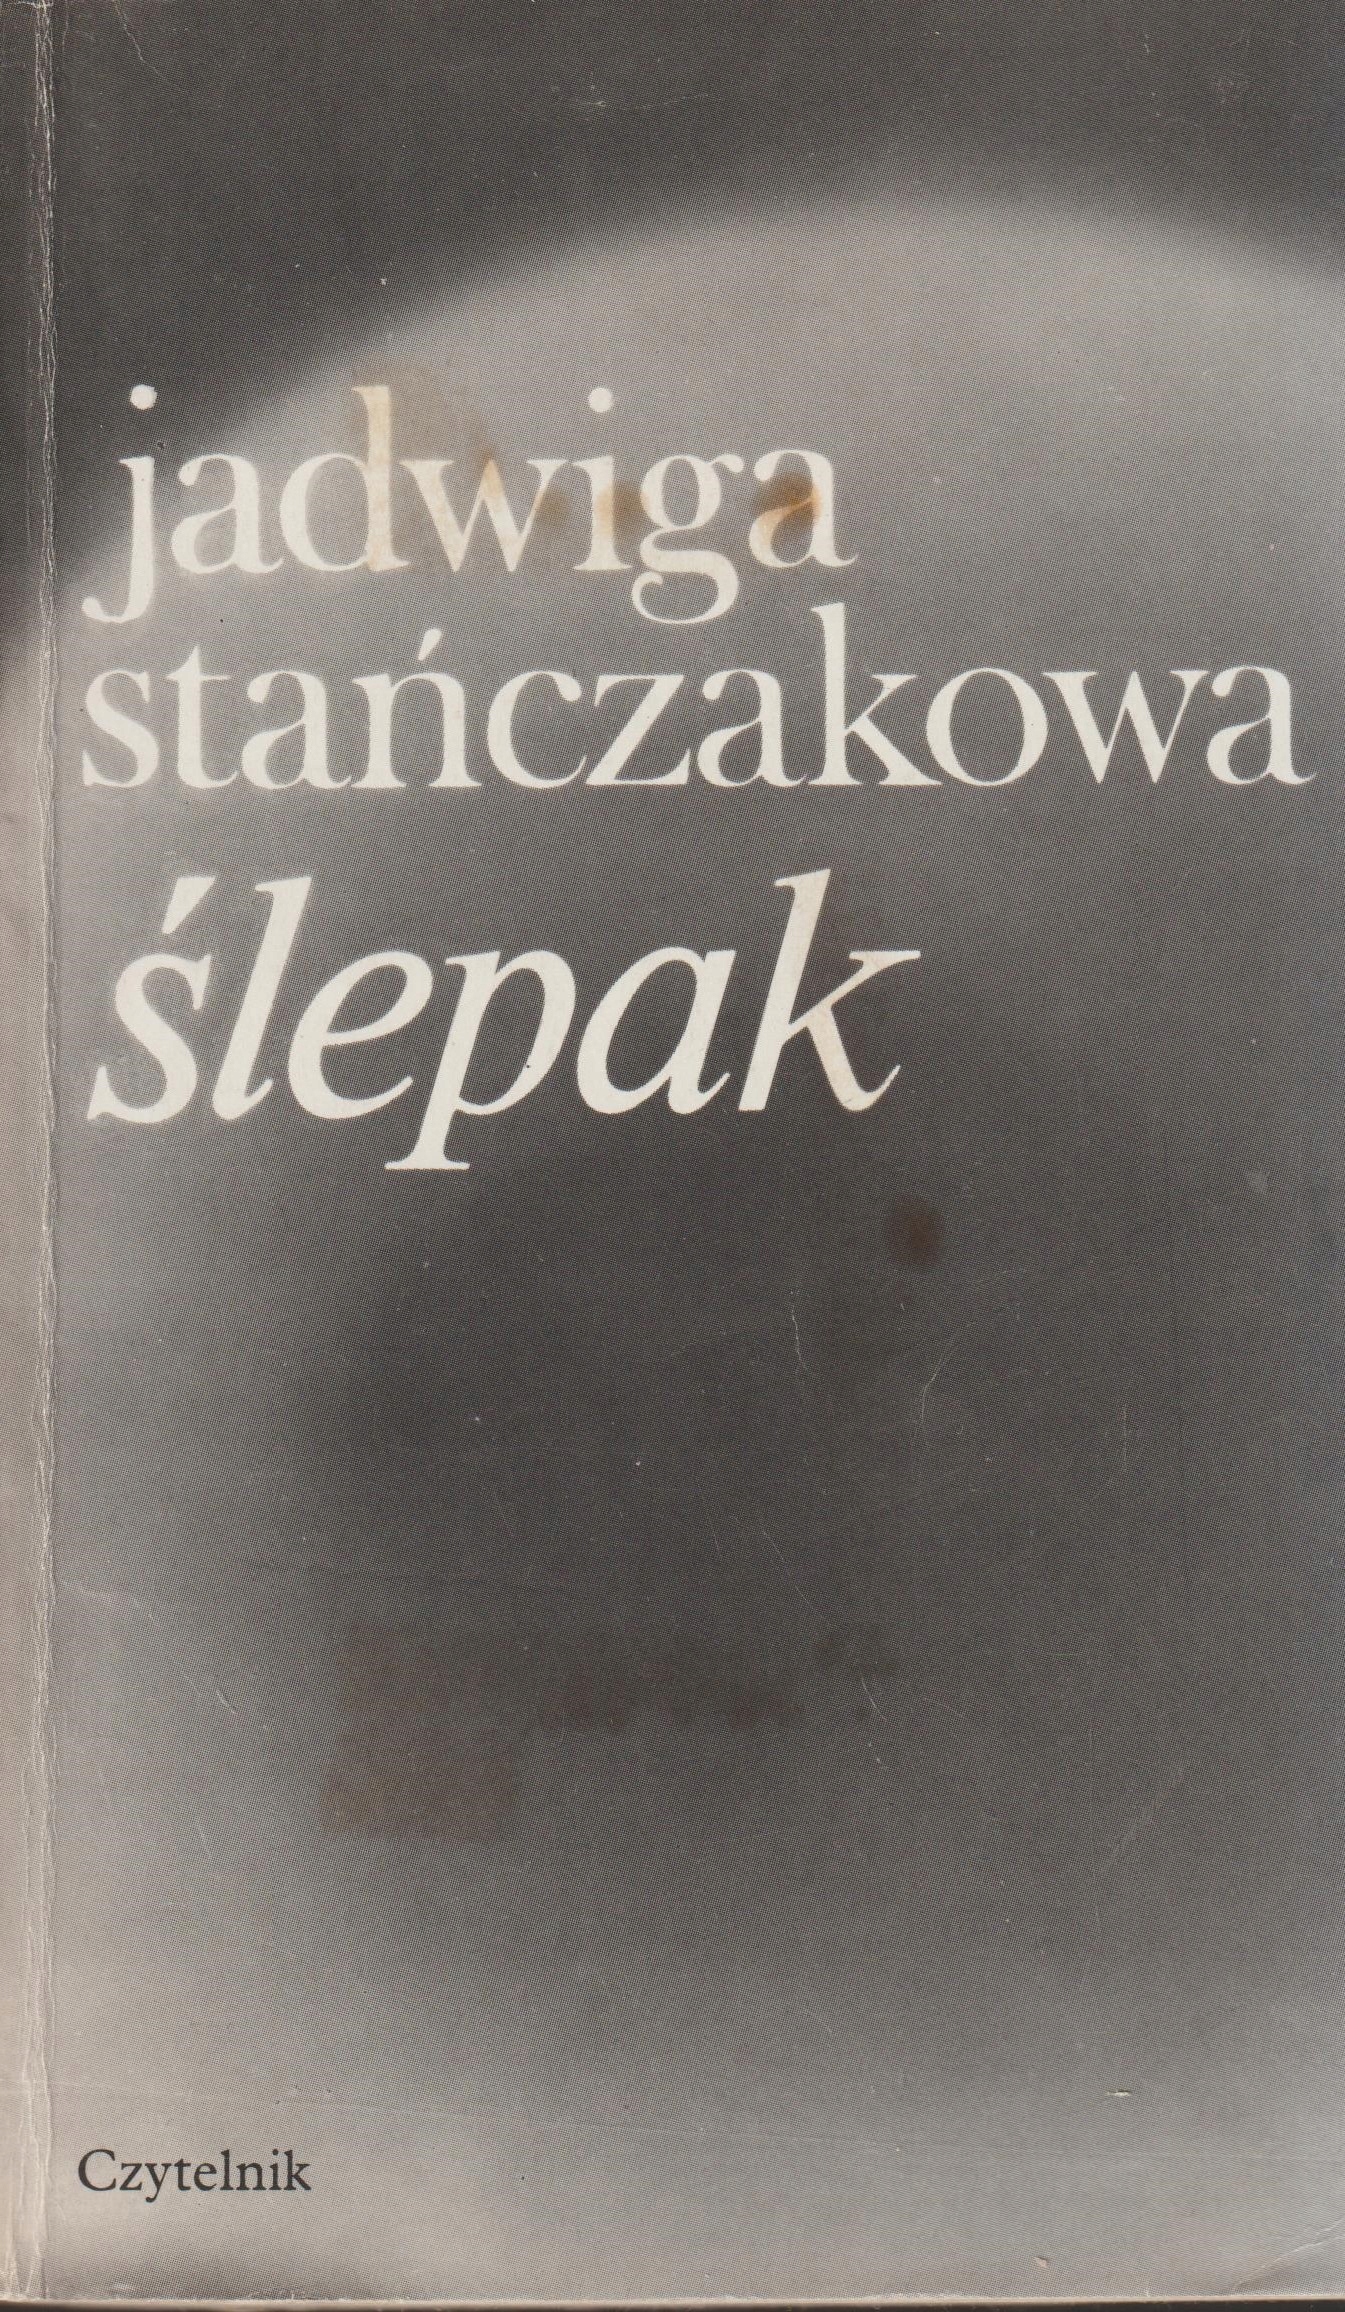 jadwiga
stańczakowa
ślepak
Czytelnik